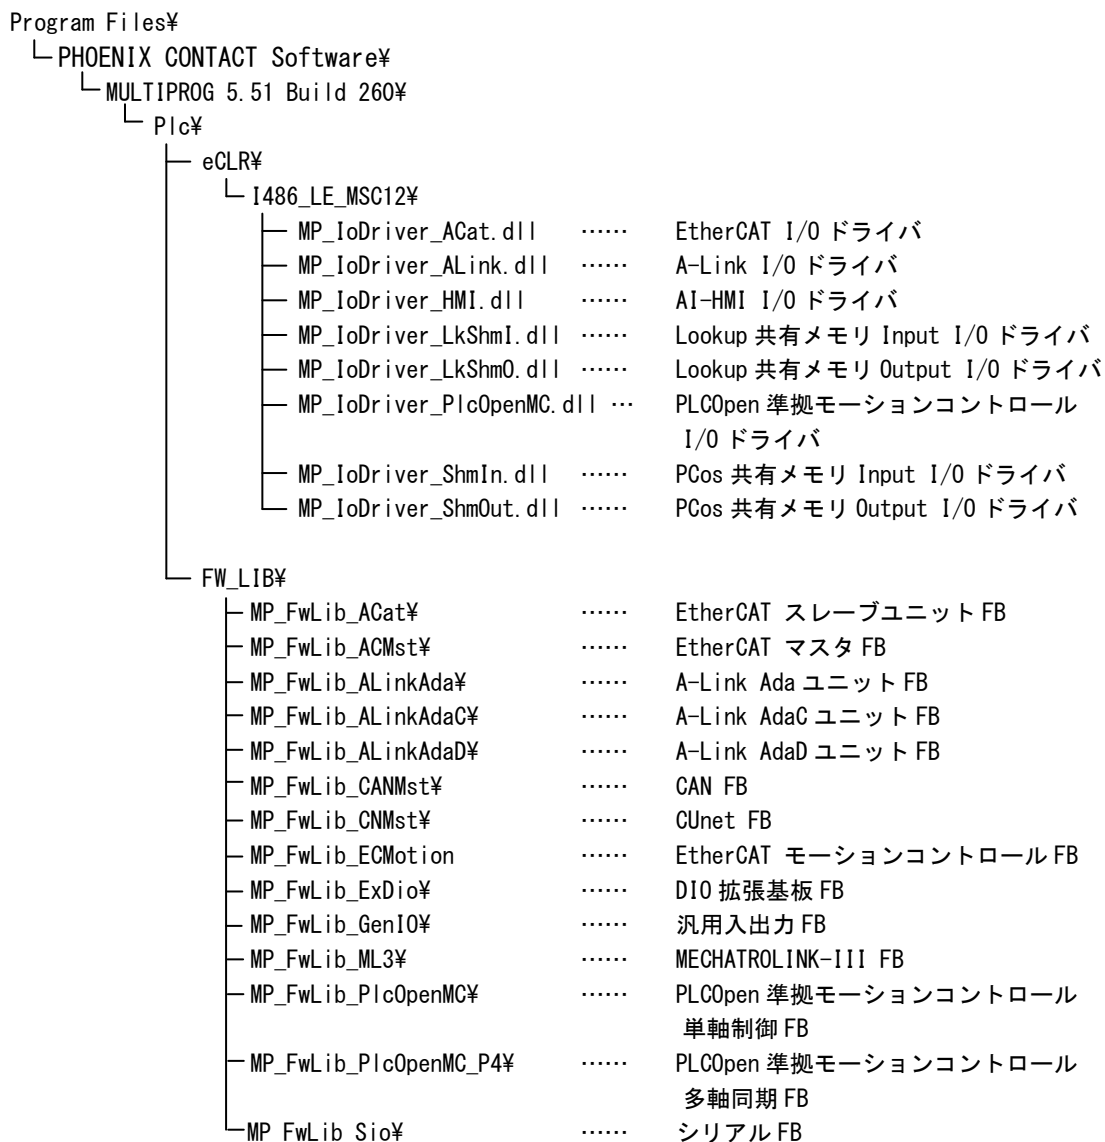 Program Files¥
PHOENIX CONTACT Software¥
MULTIPROG 5.51 Build 260¥
Plc¥
eCLR¥
I486_LE_MSC12¥
MP_IoDriver_ACat.dll …… EtherCAT I/O ドライバ
MP_IoDriver_ALink.dll …… A-Link I/O ドライバ
MP_IoDriver_HMI.dll …… AI-HMI I/O ドライバ
MP_IoDriver_LkShmI.dll …… Lookup 共有メモリ Input I/O ドライバ
MP_IoDriver_LkShmO.dll …… Lookup 共有メモリ Output I/O ドライバ
MP_IoDriver_PlcOpenMC.dll … PLCOpen 準拠モーションコントロール
I/O ドライバ
MP_IoDriver_ShmIn.dll …… PCos 共有メモリ Input I/O ドライバ
MP_IoDriver_ShmOut.dll …… PCos 共有メモリ Output I/O ドライバ
FW_LIB¥
MP_FwLib_ACat¥ …… EtherCAT スレーブユニット FB
MP_FwLib_ACMst¥ …… EtherCAT マスタ FB
MP_FwLib_ALinkAda¥ …… A-Link Ada ユニット FB
MP_FwLib_ALinkAdaC¥ …… A-Link AdaC ユニット FB
MP_FwLib_ALinkAdaD¥ …… A-Link AdaD ユニット FB
MP_FwLib_CANMst¥ …… CAN FB
MP_FwLib_CNMst¥ …… CUnet FB
MP_FwLib_ECMotion …… EtherCAT モーションコントロール FB
MP_FwLib_ExDio¥ …… DIO 拡張基板 FB
MP_FwLib_GenIO¥ …… 汎用入出力 FB
MP_FwLib_ML3¥ …… MECHATROLINK-III FB
MP_FwLib_PlcOpenMC¥ …… PLCOpen 準拠モーションコントロール
単軸制御 FB
MP_FwLib_PlcOpenMC_P4¥ …… PLCOpen 準拠モーションコントロール
多軸同期 FB
MP_FwLib_Sio¥ …… シリアル FB